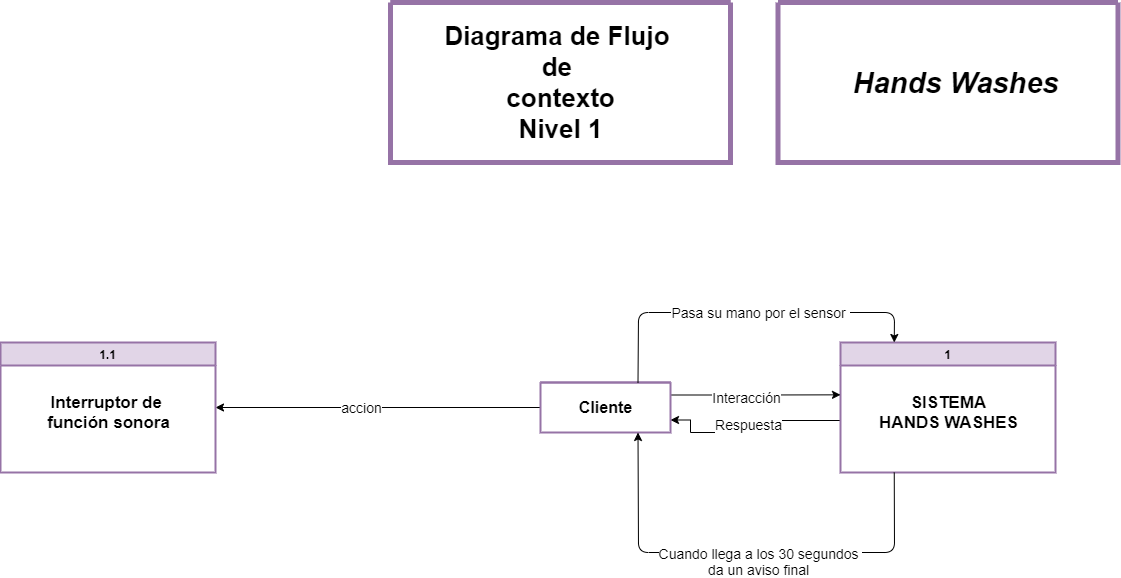 Diagrama de Flujo
de
contexto
Nivel 1
Hands Washes
Pasa su mano por el sensor
1.1
Interruptor de
función sonora
accion
Cliente
Interacción
Respuesta
1
SISTEMA
HANDS WASHES
Cuando llega a los 30 segundos
da un aviso final